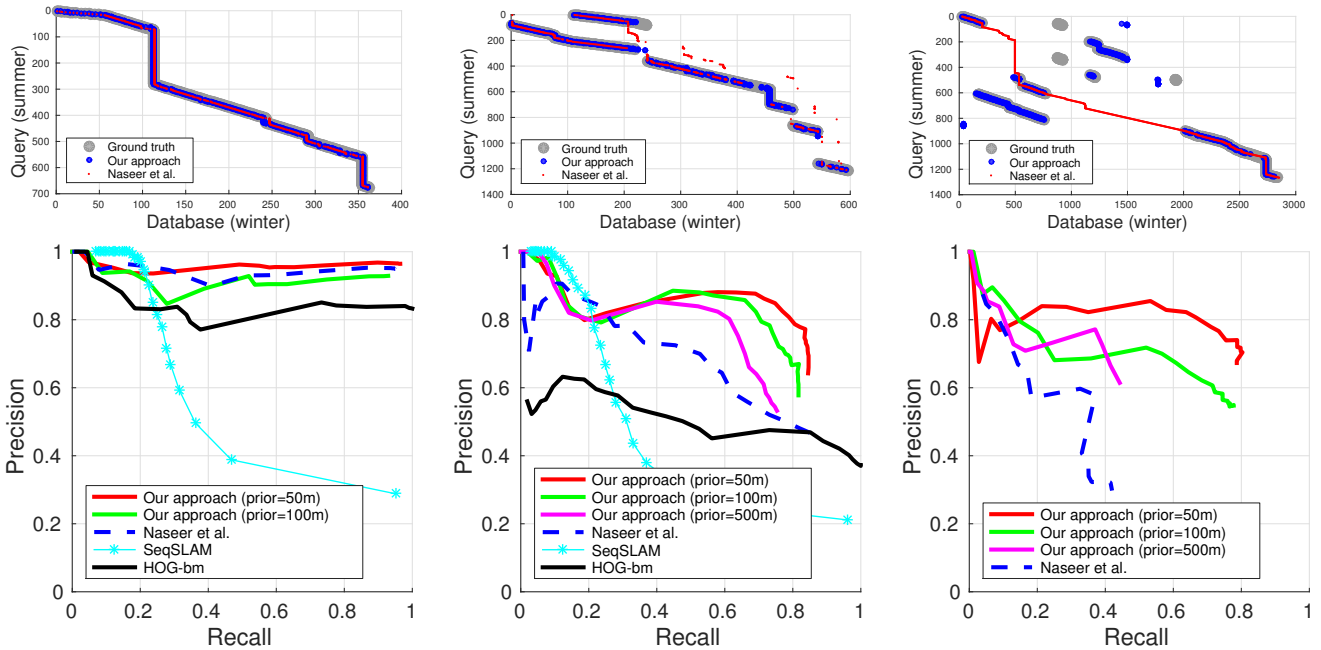 0
100
200
300
400
500
600
700
0
50
100
150
200
250
300
350
400
Query (summer)
Database (winter)
Ground truth
Our approach
Naseer et al.
0
200
400
600
800
1000
1200
1400
0
100
200
300
400
500
600
Query (summer)
Database (winter)
Ground truth
Our approach
Naseer et al.
0
200
400
600
800
1000
1200
1400
0
500
1000
1500
2000
2500
3000
Query (summer)
Database (winter)
Ground truth
Our approach
Naseer et al.
1
0.8
0.6
0.4
0.2
0
0
0.2
0.4
0.6
0.8
1
Precision
Recall
Our approach (prior=50m)
Our approach (prior=100m)
Naseer et al.
SeqSLAM
HOG-bm
1
0.8
0.6
0.4
0.2
0
0
0.2
0.4
0.6
0.8
1
Precision
Recall
Our approach (prior=50m)
Our approach (prior=100m)
Our approach (prior=500m)
Naseer et al.
SeqSLAM
HOG-bm
1
0.8
0.6
0.4
0.2
0
0
0.2
0.4
0.6
0.8
1
Precision
Recall
Our approach (prior=50m)
Our approach (prior=100m)
Our approach (prior=500m)
Naseer et al.